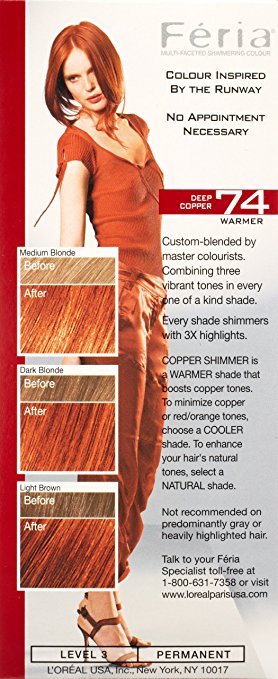 Féria®
MULTI-FACETED SHIMMERING COLOUR
COLOUR INSPIRED
BY THE RUNWAY
NO APPOINTMENT
NECESSARY
DEEP
COPPER
74
WARMER
Medium Blonde
Before
After
Dark Blonde
Before
After
Light Brown
Before
After
Custom-blended by
master colourists.
Combining three
vibrant tones in every
one of a kind shade.
Every shade shimmers
with 3X highlights.
COPPER SHIMMER is
a WARMER shade that
boosts copper tones.
To minimize copper
or red/orange tones,
choose a COOLER
shade. To enhance
your hair's natural
tones, select a
NATURAL shade.
Not recommended on
predominantly gray or
heavily highlighted hair.
Talk to your Féria
Specialist toll-free at
1-800-631-7358 or visit
www.lorealparisusa.com
LEVEL 3 PERMANENT
L'ORÉAL USA, Inc., New York, NY 10017